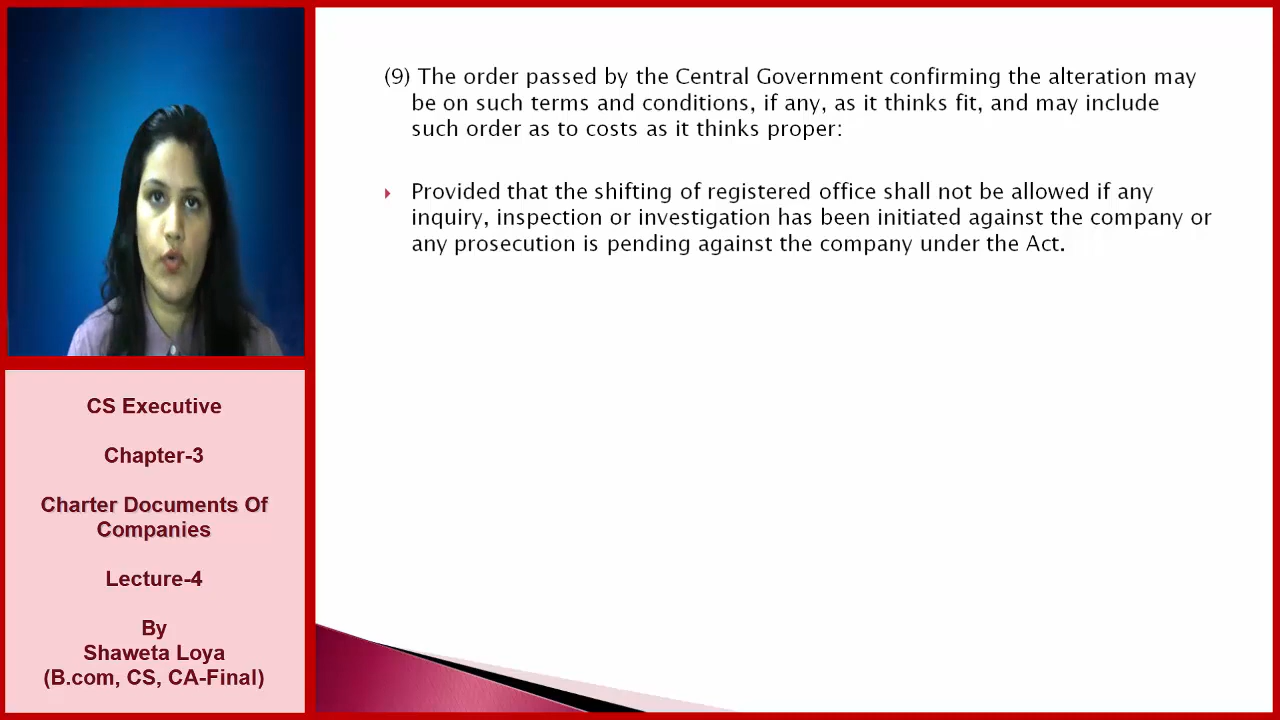 (9) The order passed by the Central Government confirming the alteration may
be on such terms and conditions, if any, as it thinks fit, and may include
such order as to costs as it thinks proper:
Provided that the shifting of registered office shall not be allowed if any
inquiry, inspection or investigation has been initiated against the company or
any prosecution is pending against the company under the Act.
CS Executive
Chapter-3
Charter Documents Of
Companies
Lecture-4
By
Shaweta Loya
(B.com, CS, CA-Final)